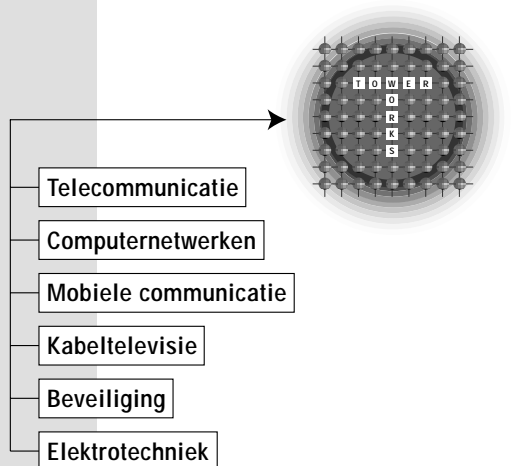 TOWER
WORKS
Telecommunicatie
Computernetwerken
Mobiele communicatie
Kabeltelevisie
Beveiliging
Elektrotechniek